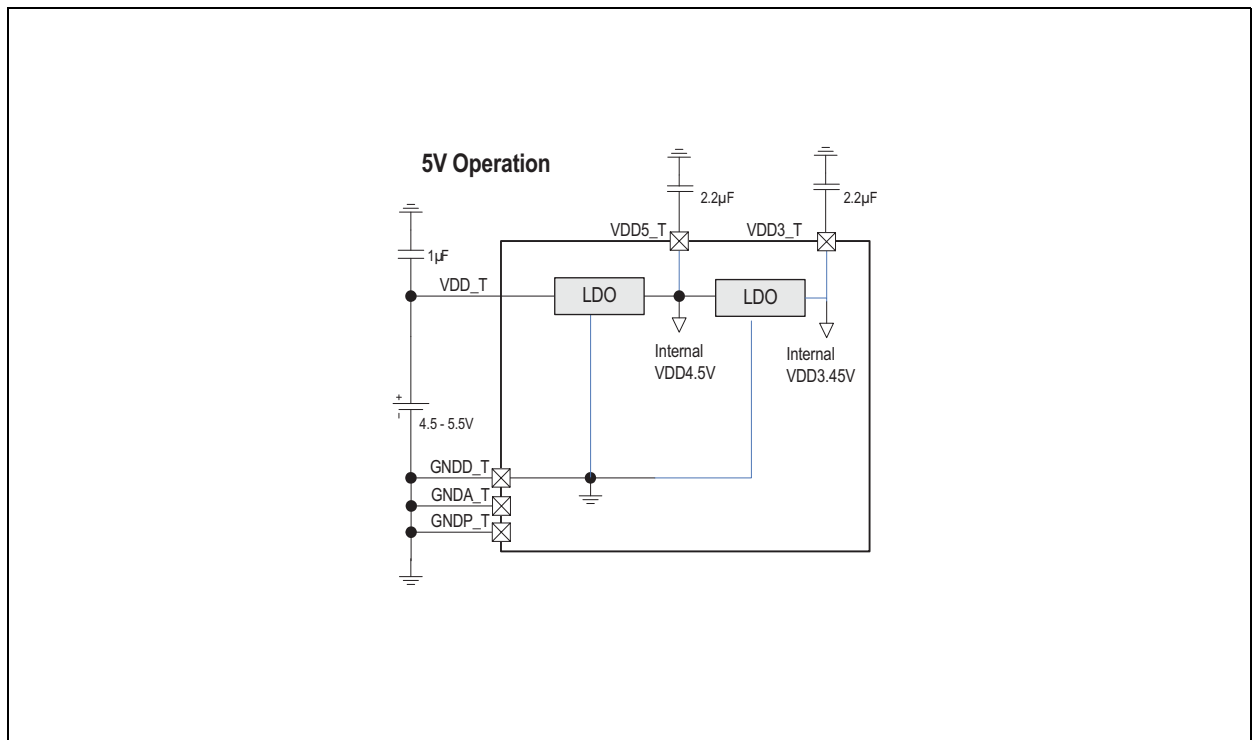 5V Operation
2.2µF
2.2µF
VDD5_T
VDD3_T
1µF
VDD_T
LDO
LDO
Internal
VDD4.5V
Internal
VDD3.45V
+
-
4.5 - 5.5V
GNDD_T
GNDA_T
GNDP_T